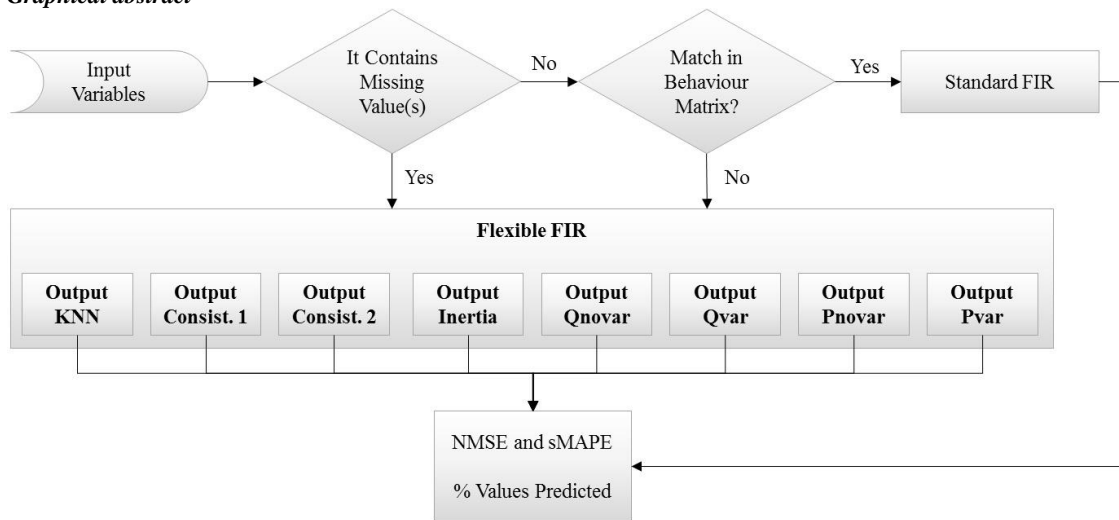 Graphical abstract
Input
Variables
It Contains
Missing
Value(s)
No
Match in
Behaviour
Matrix?
Yes
Standard FIR
Yes
No
Flexible FIR
Output
KNN
Output
Consist. 1
Output
Consist. 2
Output
Inertia
Output
Qnovar
Output
Qvar
Output
Pnovar
Output
Pvar
NMSE and sMAPE
% Values Predicted